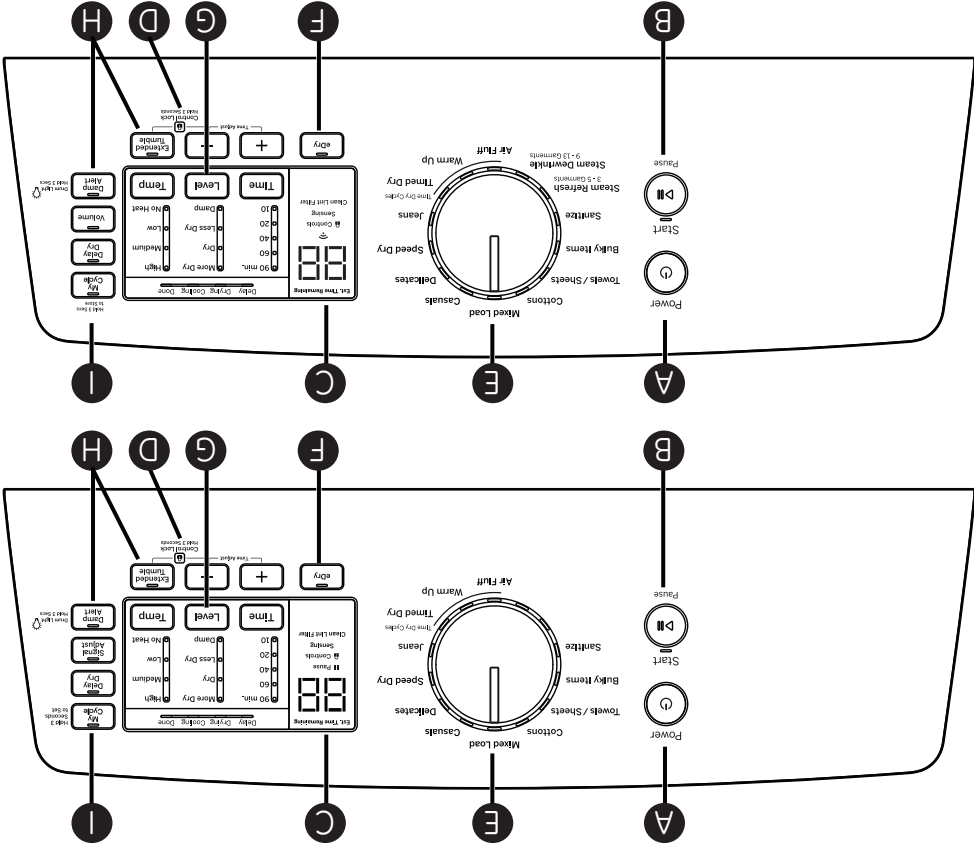 A
E
C
I
Power
Start
Pause
Mixed Load
Cottons
Towels / Sheets
Bulky Items
Sanitize
Casuals
Delicates
Speed Dry
Jeans
Time Dry Cycles
Timed Dry
Warm Up
Air Fluff
eDry
Est. Time Remaining
88
Pause
Controls
Sensing
Clean Lint Filter
Delay Drying Cooling Done
90 min.
60
40
20
10
Time
More Dry
Dry
Less Dry
Damp
Level
High
Medium
Low
No Heat
Temp
+
-
Time Adjust
Extended
Tumble
Control Lock
Hold 3 Seconds
My
Cycle
Hold 3
Seconds
to Set
Delay
Dry
Signal
Adjust
Damp
Alert
Drum Light
Hold 3 Secs
B
F
G
D
H
A
E
C
I
Power
Start
Pause
Mixed Load
Cottons
Towels / Sheets
Bulky Items
Sanitize
Steam Refresh
3 - 5 Garments
Steam Dewrinkle
9 - 13 Garments
Casuals
Delicates
Speed Dry
Jeans
Time Dry Cycles
Timed Dry
Warm Up
Air Fluff
eDry
Est. Time Remaining
88
Controls
Sensing
Clean Lint Filter
Delay Drying Cooling Done
90 min.
60
40
20
10
Time
More Dry
Dry
Less Dry
Damp
Level
High
Medium
Low
No Heat
Temp
+
-
Time Adjust
Extended
Tumble
Control Lock
Hold 3 Seconds
Hold 3 Secs
to Store
My
Cycle
Delay
Dry
Volume
Damp
Alert
Drum Light
Hold 3 Secs
B
F
G
D
H